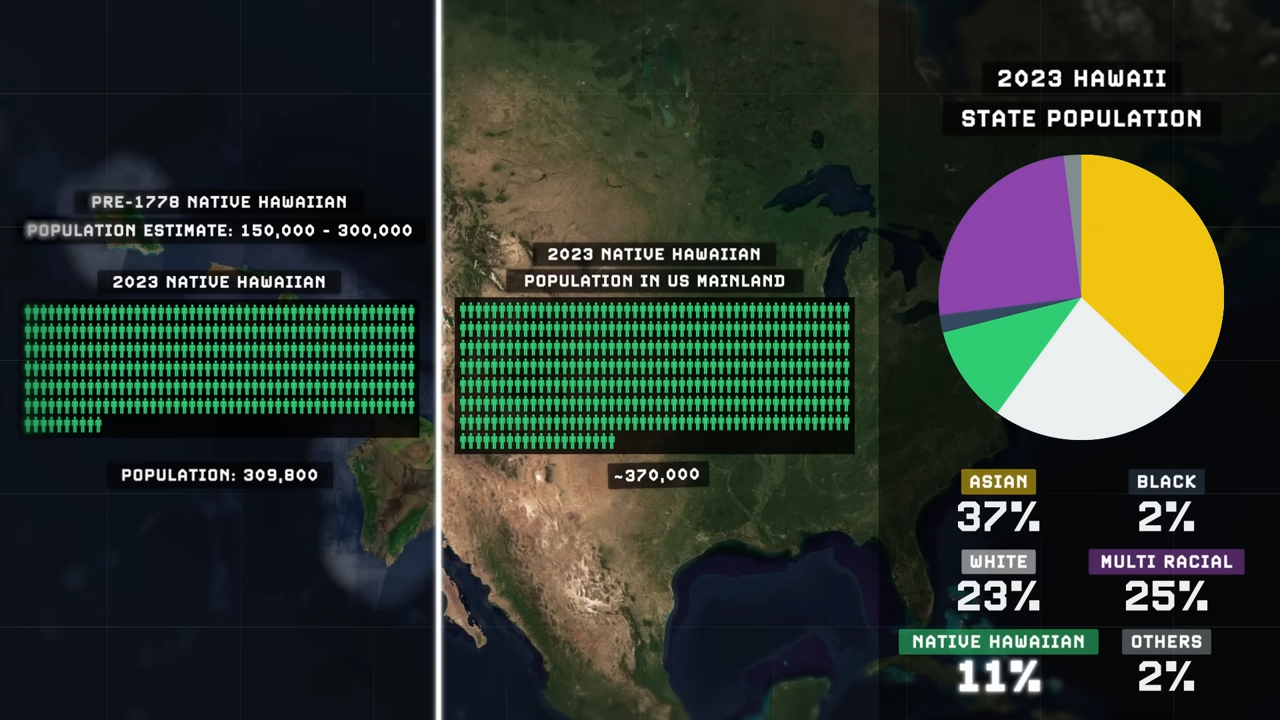 PRE-1778 NATIVE HAWAIIAN
POPULATION ESTIMATE: 150,000 - 300,000
2023 NATIVE HAWAIIAN
POPULATION: 309,800
2023 NATIVE HAWAIIAN
POPULATION IN US MAINLAND
~370,000
2023 HAWAII
STATE POPULATION
ASIAN
37%
BLACK
2%
WHITE
23%
MULTI RACIAL
25%
NATIVE HAWAIIAN
11%
OTHERS
2%